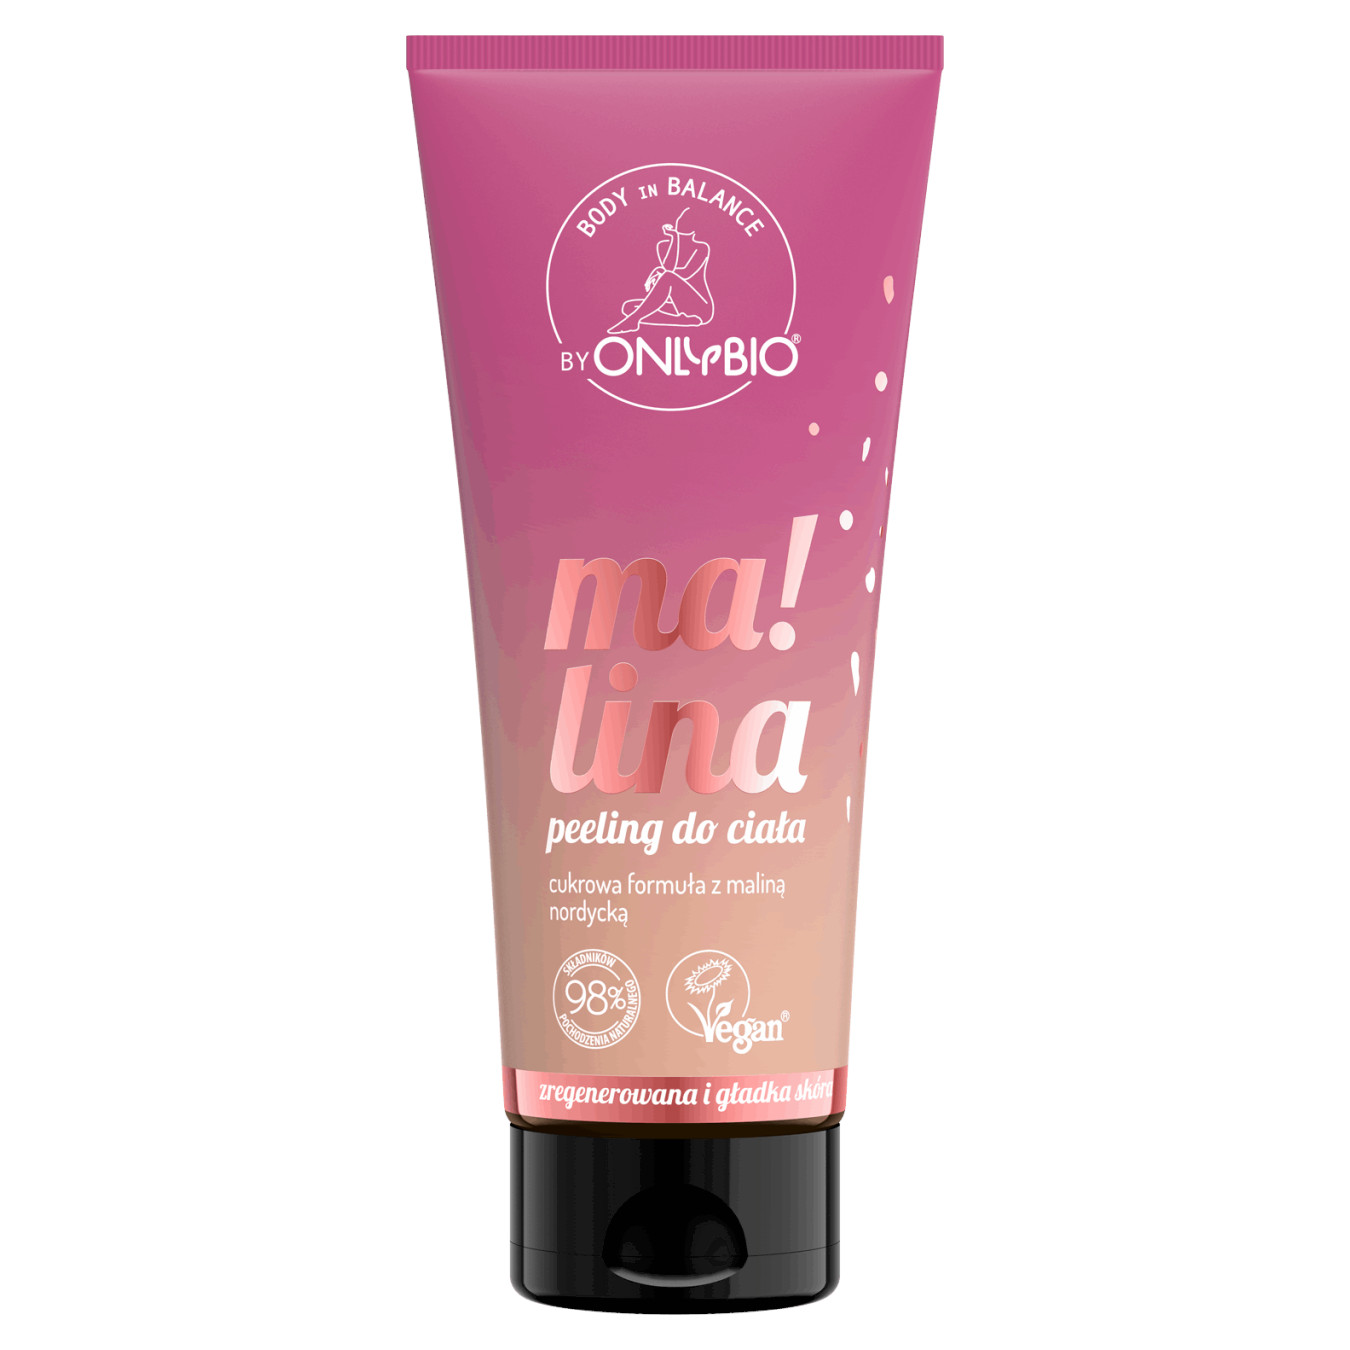 BODY IN BALANCE
BY ONLYBIO®
ma!
lina
peeling do ciała
cukrowa formuła z maliną
nordycką
SKŁADNIKÓW
98%
POCHODZENIA NATURALNEGO
Vegan®
zregenerowana i gładka skóra